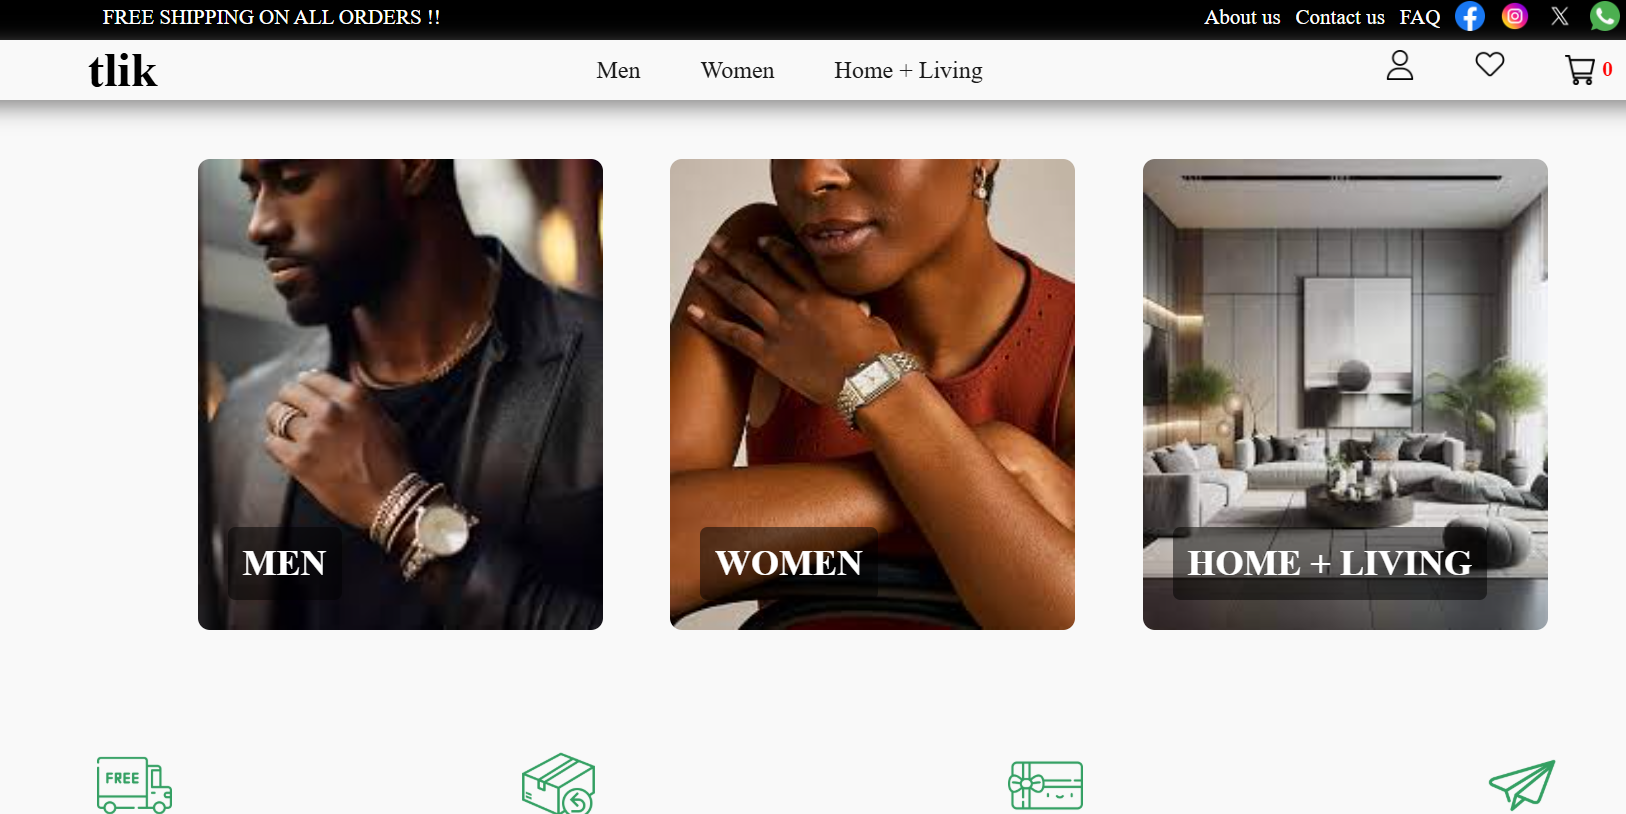 FREE SHIPPING ON ALL ORDERS !! About us Contact us FAQ
tlik Men Women Home + Living 0
MEN WOMEN HOME + LIVING
FREE